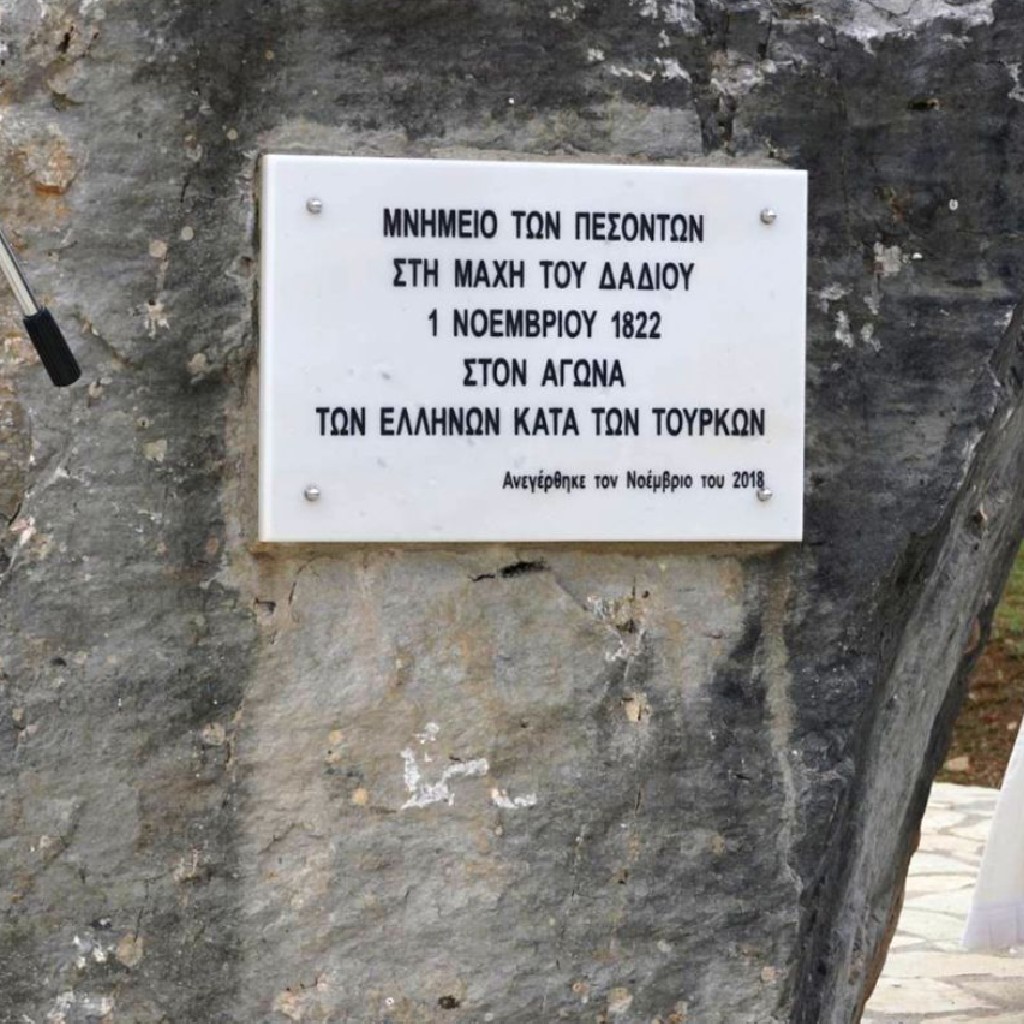 ΜΝΗΜΕΙΟ ΤΩΝ ΠΕΣΟΝΤΩΝ
ΣΤΗ ΜΑΧΗ ΤΟΥ ΔΑΔΙΟΥ
1 ΝΟΕΜΒΡΙΟΥ 1822
ΣΤΟΝ ΑΓΩΝΑ
ΤΩΝ ΕΛΛΗΝΩΝ ΚΑΤΑ ΤΩΝ ΤΟΥΡΚΩΝ
Ανεγέρθηκε τον Νοέμβριο του 2018